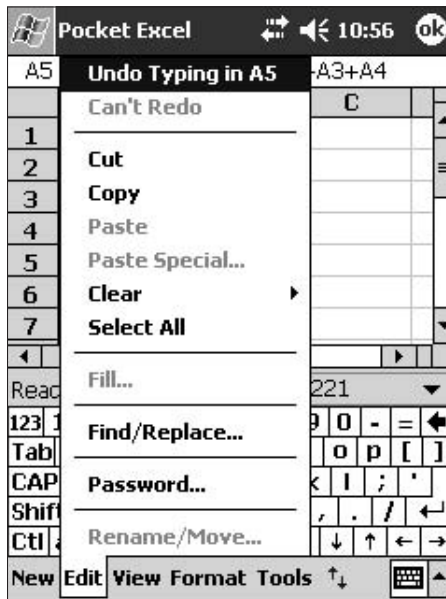 Pocket Excel 10:56 ok
A5 Undo Typing in A5 A3+A4
Can't Redo C
1
2 Cut
3 Copy
4 Paste
5 Paste Special...
6 Clear
7 Select All
Fill... 221
123 1 9 0 - =
Find/Replace...
Tab o p [ ]
CAP Password... l ; '
Shift , . /
Ctl Rename/Move... ↓ ↑ ← →
New Edit View Format Tools